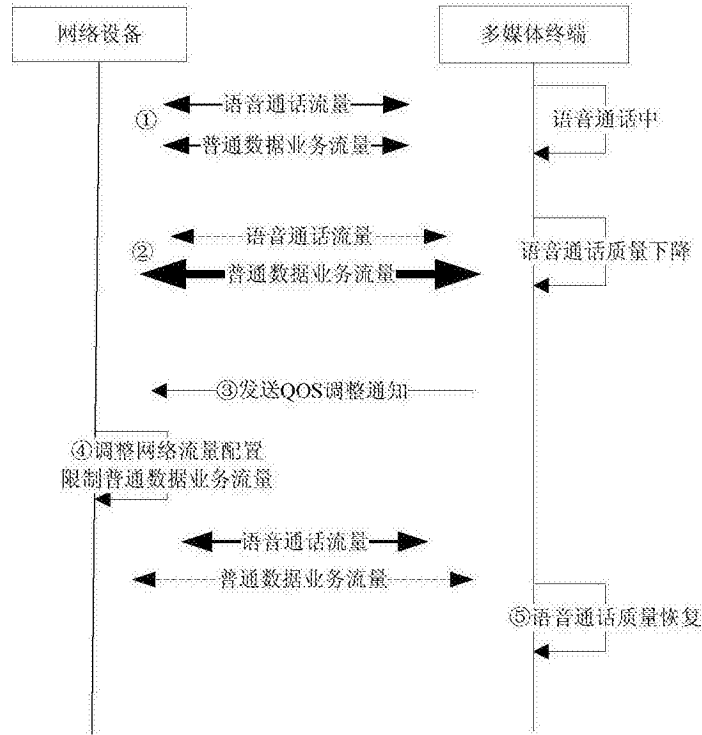 网络设备
多媒体终端
语音通话流量
①
语音通话中
普通数据业务流量
语音通话流量
②
语音通话质量下降
普通数据业务流量
③发送QOS调整通知
④调整网络流量配置
限制普通数据业务流量
语音通话流量
普通数据业务流量
⑤语音通话质量恢复